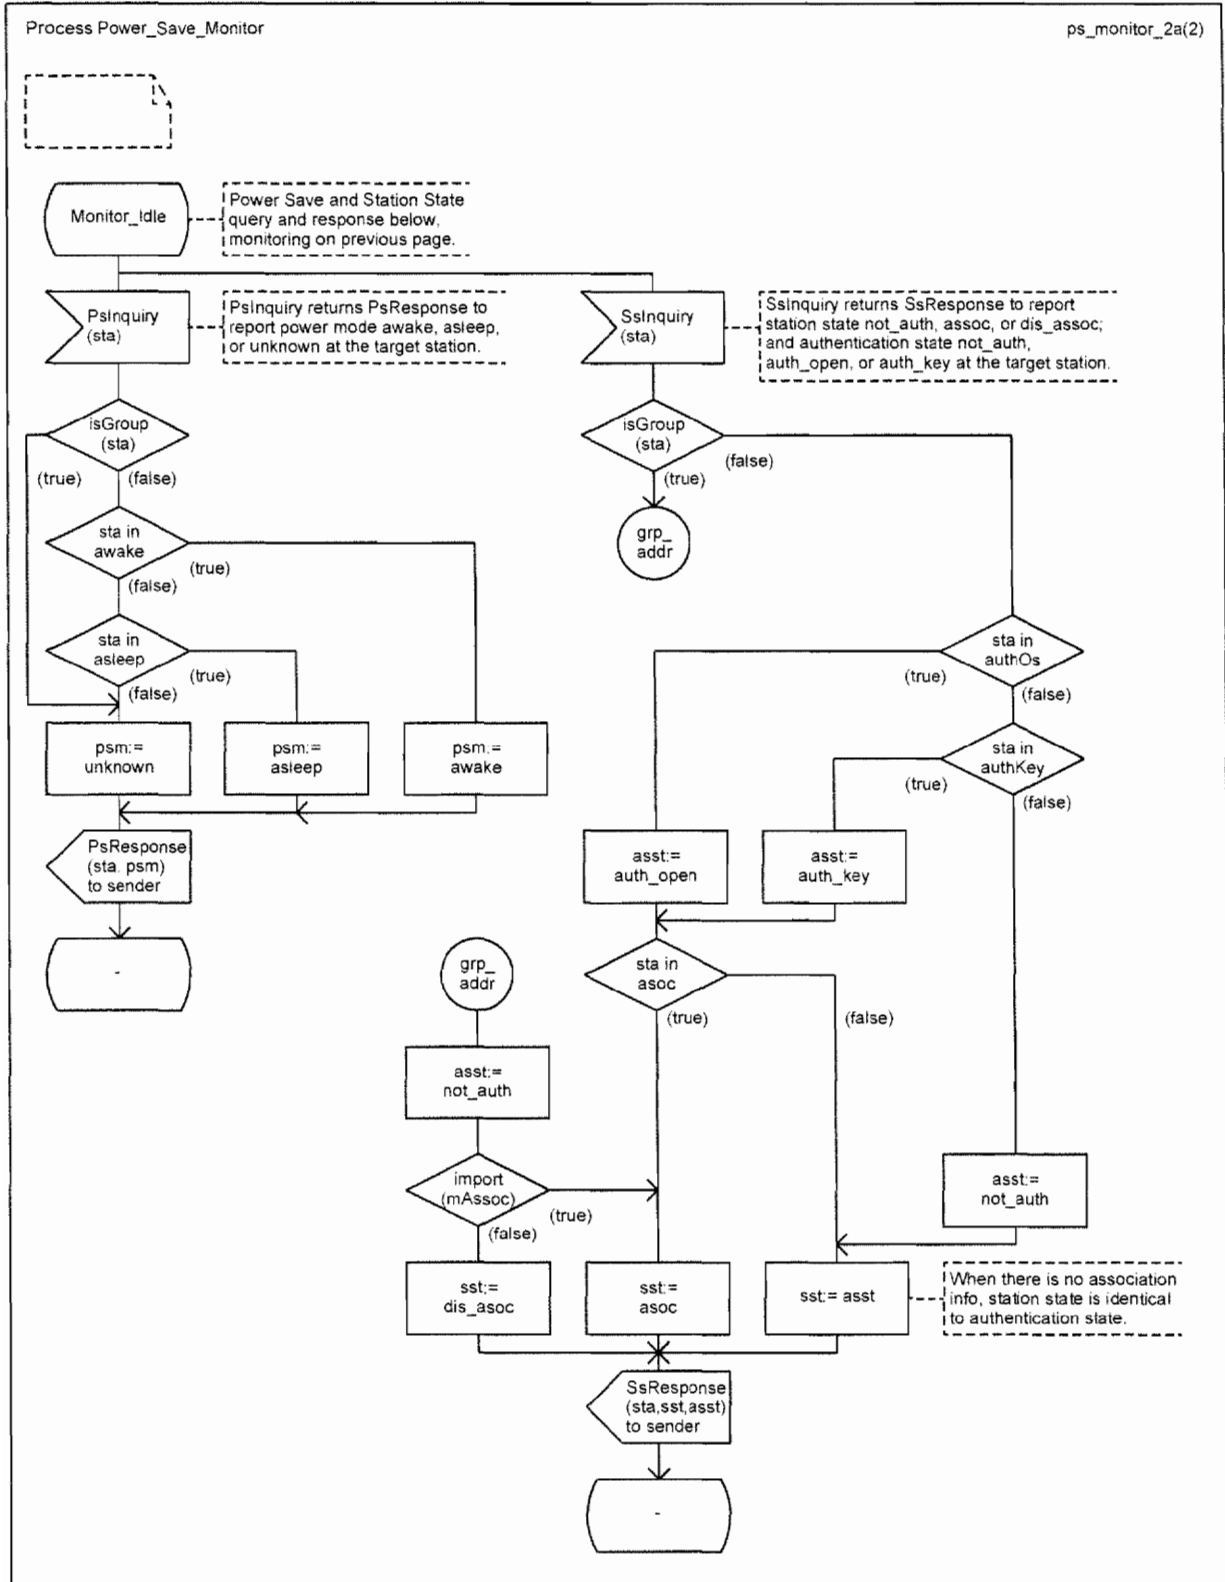 Process Power_Save_Monitor
ps_monitor_2a(2)
Monitor_Idle
Power Save and Station State
query and response below,
monitoring on previous page.
PsInquiry
(sta)
PsInquiry returns PsResponse to
report power mode awake, asleep,
or unknown at the target station.
SsInquiry
(sta)
SsInquiry returns SsResponse to report
station state not_auth, assoc, or dis_assoc;
and authentication state not_auth,
auth_open, or auth_key at the target station.
isGroup
(sta)
(true)
(false)
isGroup
(sta)
(true)
(false)
sta in
awake
(true)
(false)
grp_
addr
sta in
asleep
(true)
(false)
sta in
authOs
(true)
(false)
psm:=
unknown
psm:=
asleep
psm:=
awake
sta in
authKey
(true)
(false)
PsResponse
(sta, psm)
to sender
asst:=
auth_open
asst:=
auth_key
-
grp_
addr
sta in
asoc
(true)
(false)
asst:=
not_auth
import
(mAssoc)
(true)
(false)
asst:=
not_auth
sst:=
dis_asoc
sst:=
asoc
sst:= asst
When there is no association
info, station state is identical
to authentication state.
SsResponse
(sta,sst,asst)
to sender
-